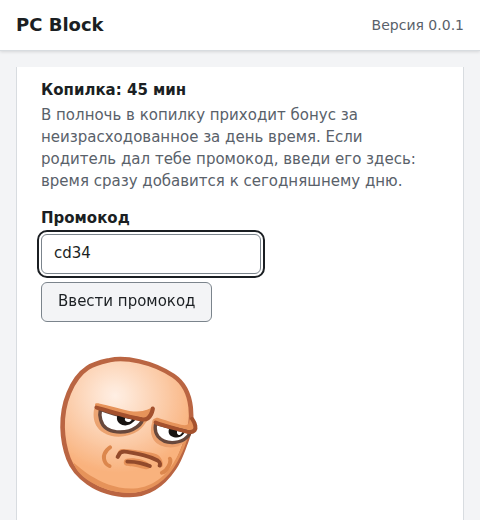 PC Block
Версия 0.0.1
Копилка: 45 мин
В полночь в копилку приходит бонус за
неизрасходованное за день время. Если
родитель дал тебе промокод, введи его здесь:
время сразу добавится к сегодняшнему дню.
Промокод
cd34
Ввести промокод